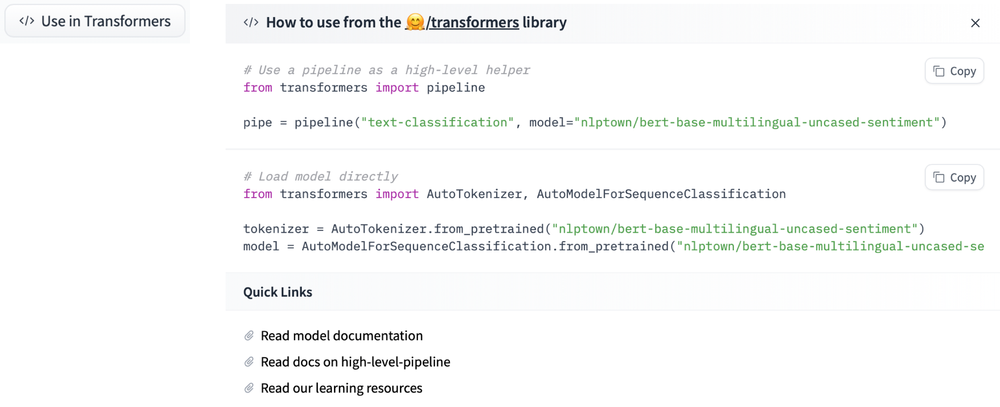 </> Use in Transformers
</> How to use from the 🤗/transformers library
# Use a pipeline as a high-level helper
Copy
from transformers import pipeline
pipe = pipeline("text-classification", model="nlptown/bert-base-multilingual-uncased-sentiment")
# Load model directly
Copy
from transformers import AutoTokenizer, AutoModelForSequenceClassification
tokenizer = AutoTokenizer.from_pretrained("nlptown/bert-base-multilingual-uncased-sentiment")
model = AutoModelForSequenceClassification.from_pretrained("nlptown/bert-base-multilingual-uncased-se
Quick Links
Read model documentation
Read docs on high-level-pipeline
Read our learning resources